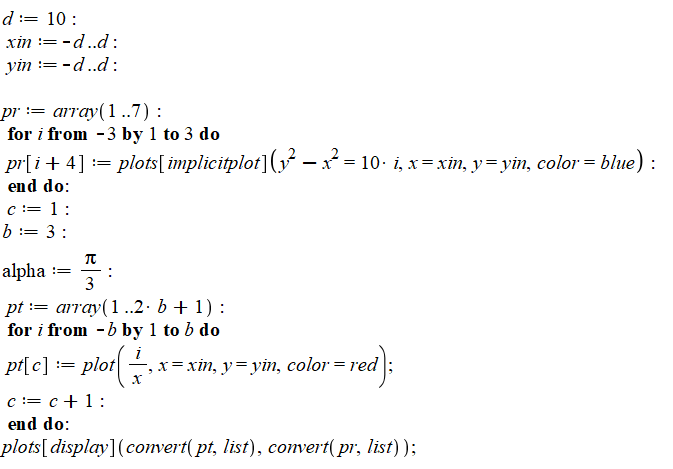 d := 10 :
xin := -d ..d :
yin := -d ..d :
pr := array(1 ..7) :
for i from -3 by 1 to 3 do
pr[i + 4] := plots[implicitplot](y² − x² = 10· i, x = xin, y = yin, color = blue) :
end do:
c := 1 :
b := 3 :
alpha := π/3 :
pt := array(1 ..2· b + 1) :
for i from -b by 1 to b do
pt[c] := plot(i/x, x = xin, y = yin, color = red);
c := c + 1 :
end do:
plots[display](convert(pt, list), convert(pr, list));